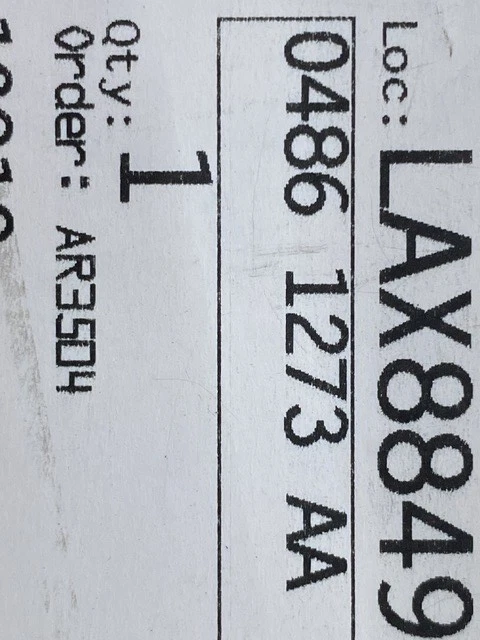 Loc: LAX8849
0486 1273 AA
Qty: 1
Order: AR35D4